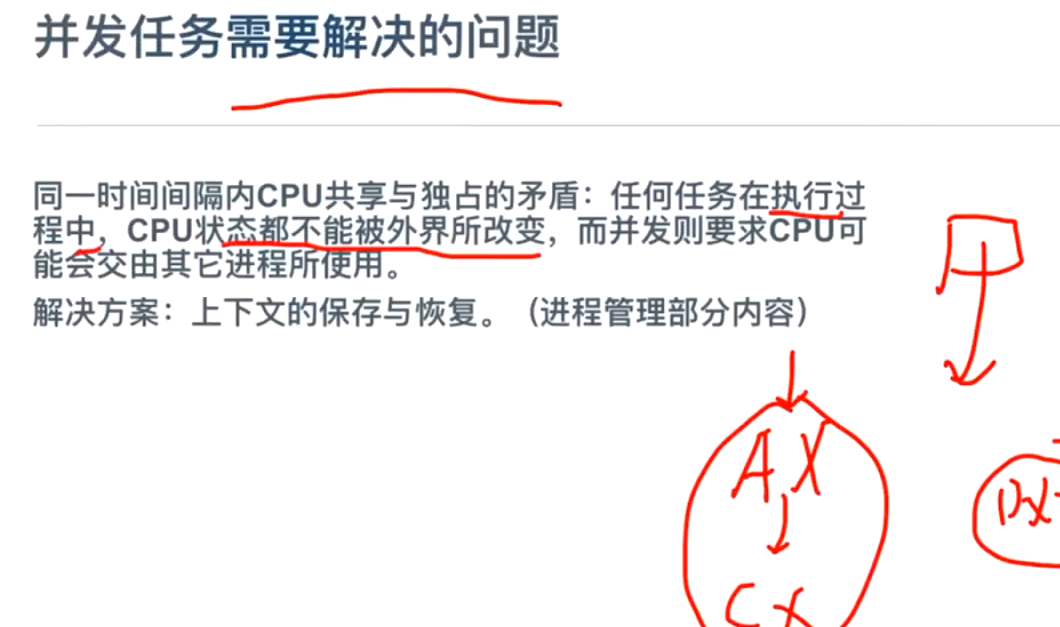 并发任务需要解决的问题
同一时间间隔内CPU共享与独占的矛盾：任何任务在执行过
程中，CPU状态都不能被外界所改变，而并发则要求CPU可
能会交由其它进程所使用。
解决方案：上下文的保存与恢复。（进程管理部分内容）
AX
CX